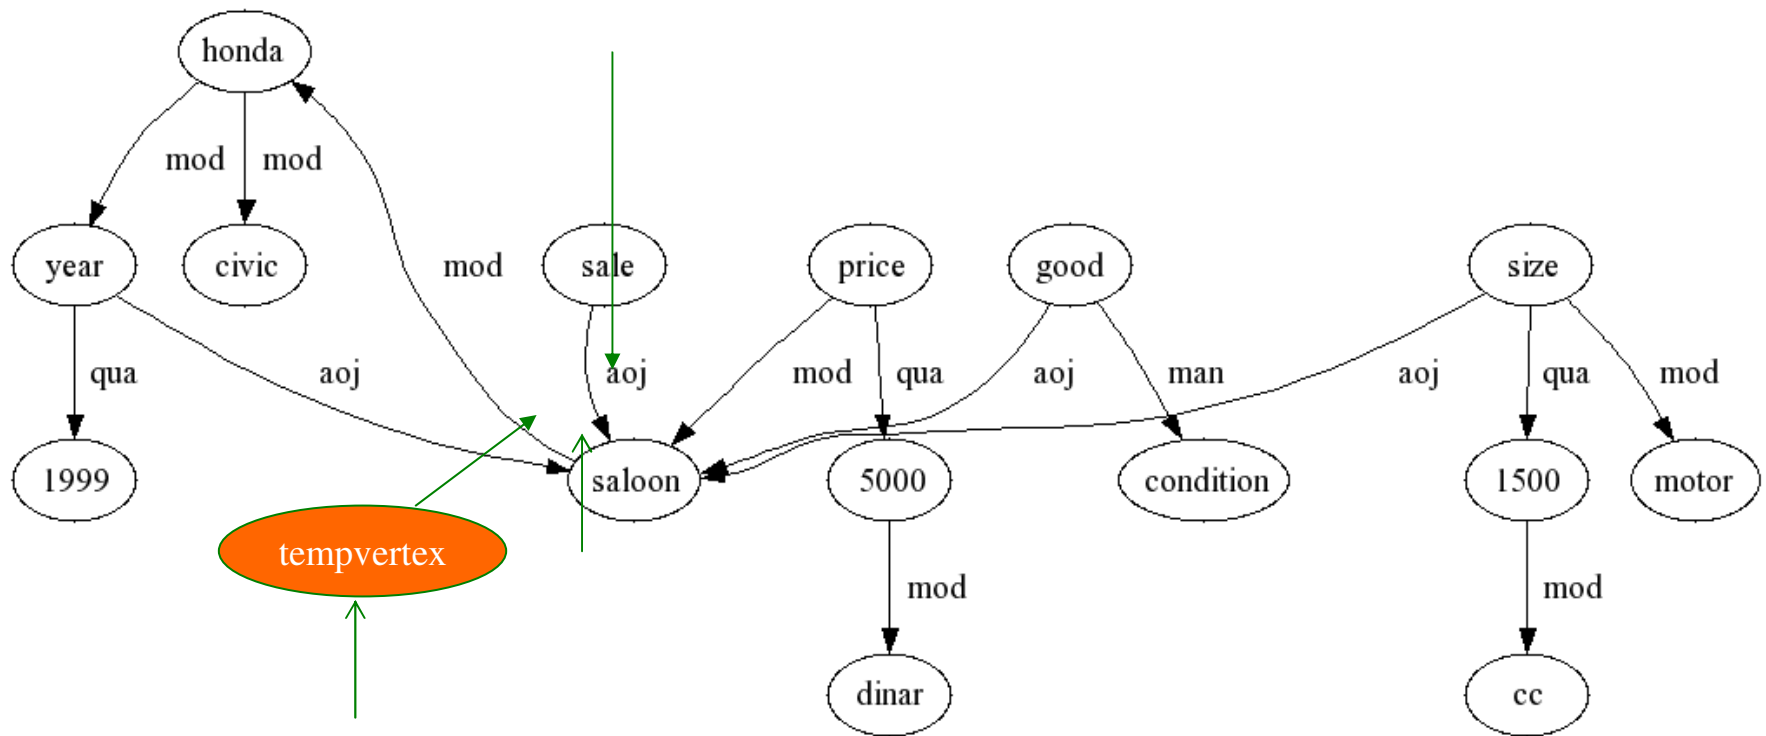 honda
mod mod
year civic mod sale price good size
qua aoj aoj mod qua aoj man aoj qua mod
1999 saloon 5000 condition 1500 motor
tempvertex
mod mod
dinar cc